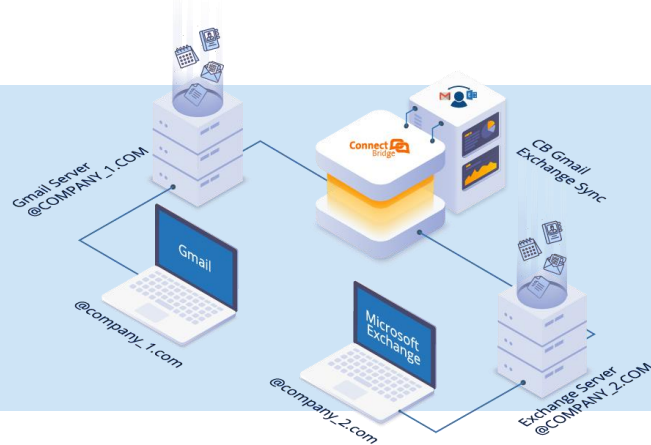 Connect
Bridge
CB Gmail
Exchange Sync
Gmail Server
@COMPANY_1.COM
Gmail
@company_1.com
Microsoft
Exchange
@company_2.com
Exchange Server
@COMPANY_2.COM